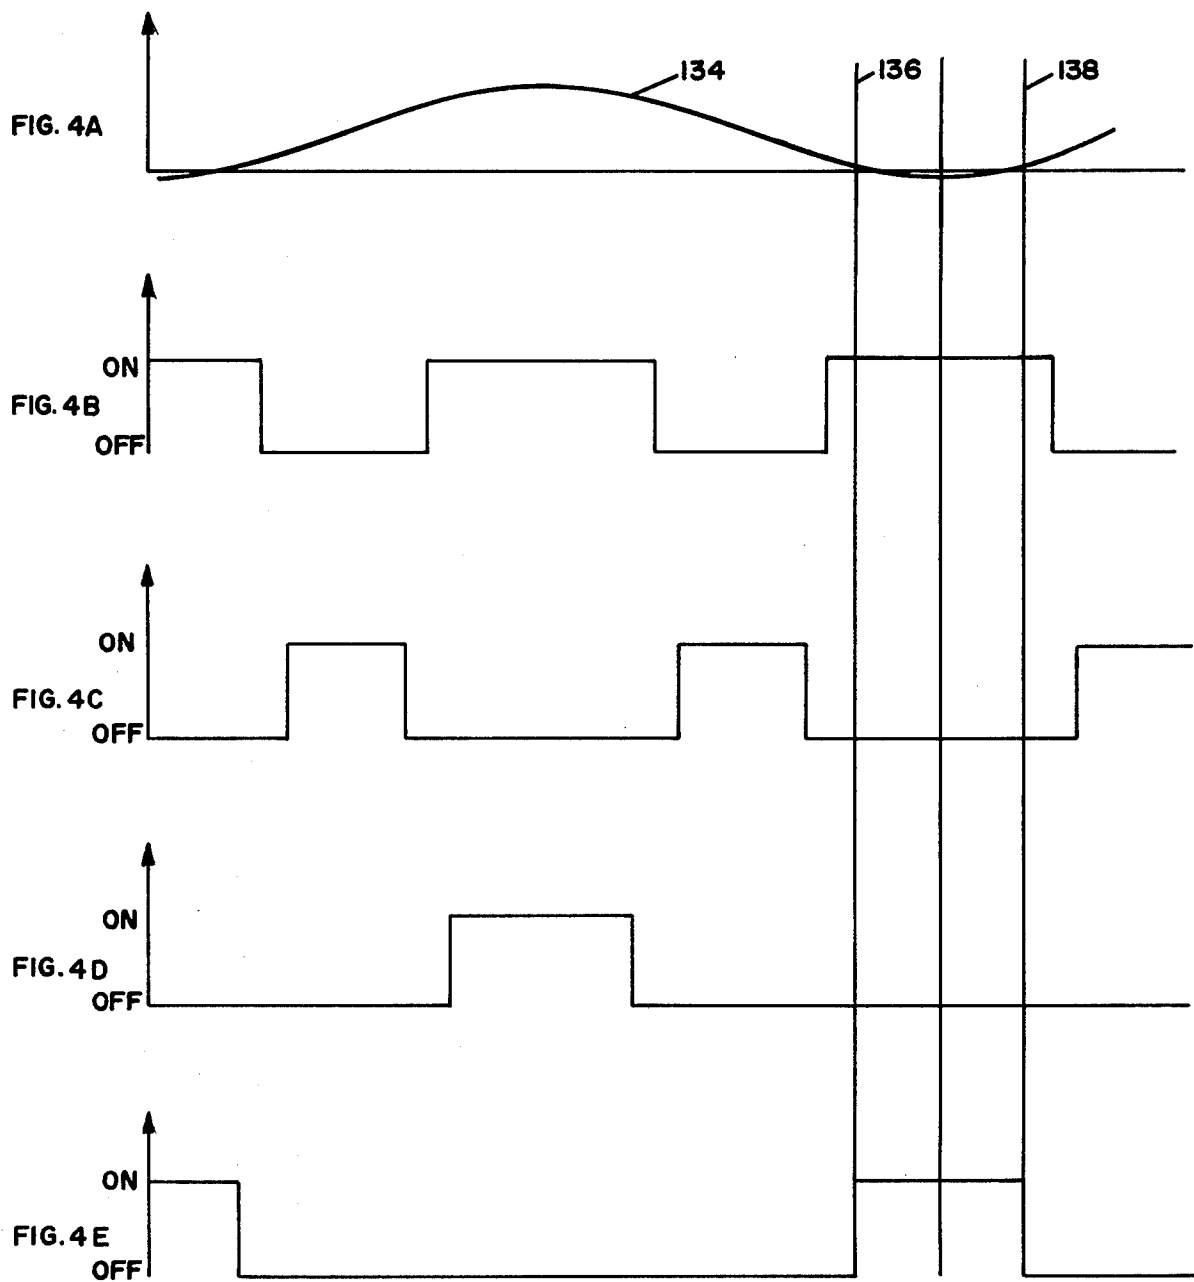 134
136
138
FIG. 4A
ON
FIG. 4B
OFF
ON
FIG. 4C
OFF
ON
FIG. 4D
OFF
ON
FIG. 4E
OFF